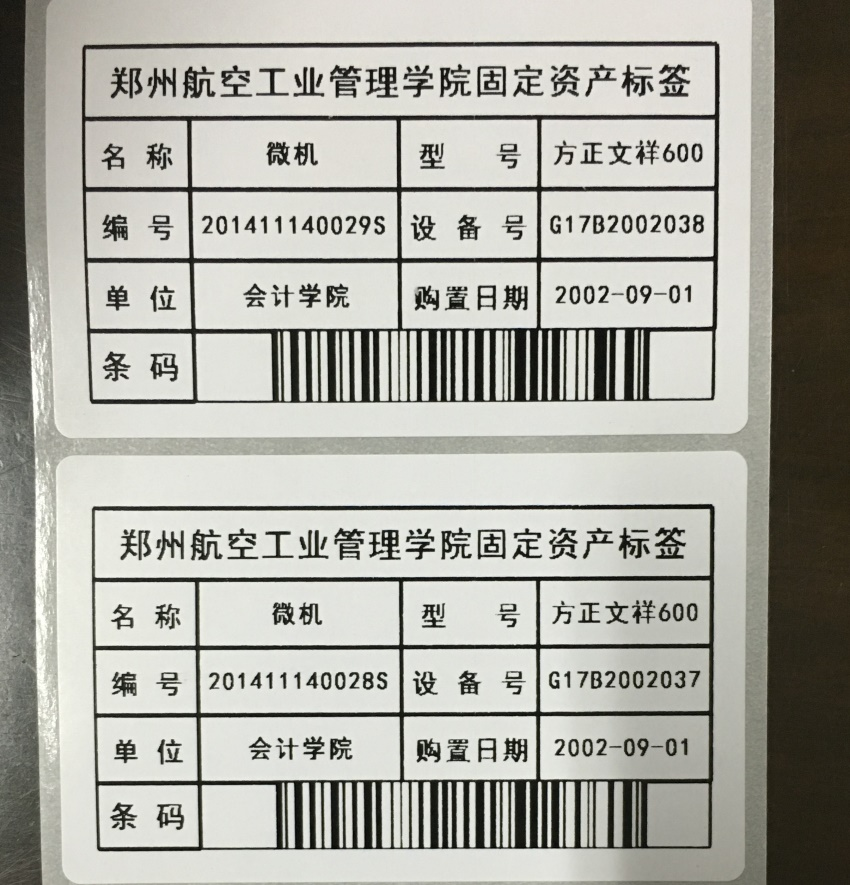 郑州航空工业管理学院固定资产标签
名 称 微机 型 号 方正文祥600
编 号 201411140029S 设 备 号 G17B2002038
单 位 会计学院 购置日期 2002-09-01
条 码
郑州航空工业管理学院固定资产标签
名 称 微机 型 号 方正文祥600
编 号 201411140028S 设 备 号 G17B2002037
单 位 会计学院 购置日期 2002-09-01
条 码